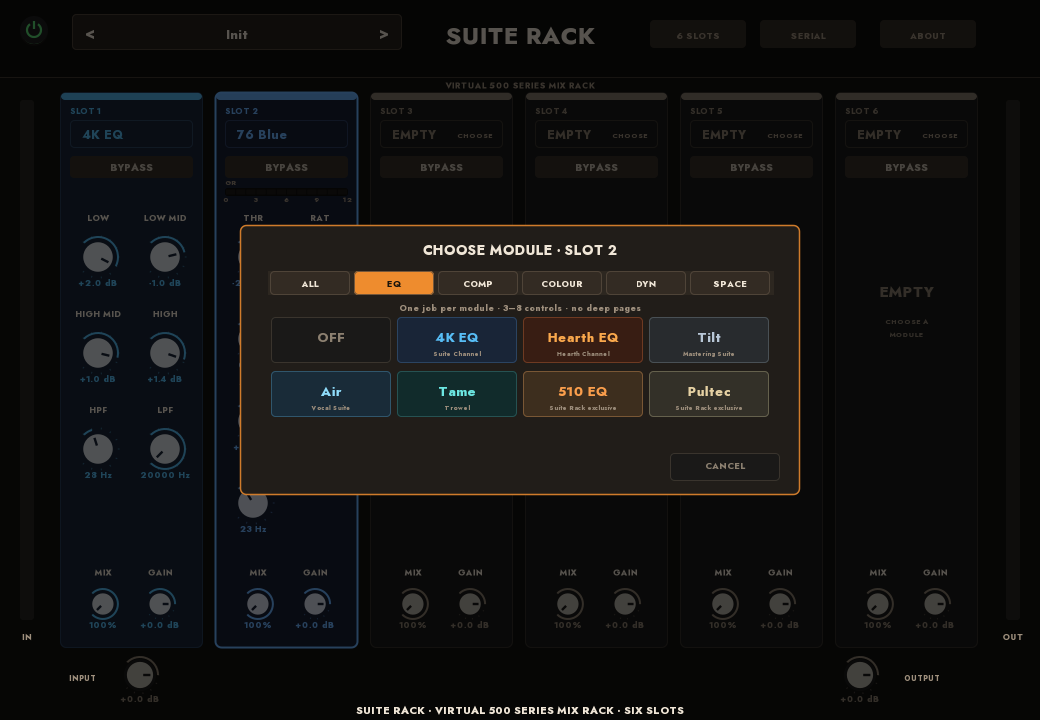 < Init > SUITE RACK 6 SLOTS SERIAL ABOUT
VIRTUAL 500 SERIES MIX RACK
SLOT 1 SLOT 2 SLOT 3 SLOT 4 SLOT 5 SLOT 6
4K EQ 76 Blue EMPTY CHOOSE EMPTY CHOOSE EMPTY CHOOSE EMPTY CHOOSE
BYPASS BYPASS BYPASS BYPASS BYPASS BYPASS
GR
0 3 6 9 12
LOW LOW MID THR RAT
+2.0 dB -1.0 dB -2
HIGH MID HIGH
+1.0 dB +1.4 dB
HPF LPF
28 Hz 20000 Hz +
23 Hz
CHOOSE MODULE · SLOT 2
ALL EQ COMP COLOUR DYN SPACE
One job per module · 3–8 controls · no deep pages
OFF 4K EQ Hearth EQ Tilt
Suite Channel Hearth Channel Mastering Suite
Air Tame 510 EQ Pultec
Vocal Suite Trowel Suite Rack exclusive Suite Rack exclusive
CANCEL
EMPTY
CHOOSE A
MODULE
MIX GAIN MIX GAIN MIX GAIN MIX GAIN MIX GAIN MIX GAIN
100% +0.0 dB 100% +0.0 dB 100% +0.0 dB 100% +0.0 dB 100% +0.0 dB 100% +0.0 dB
IN OUT
INPUT OUTPUT
+0.0 dB +0.0 dB
SUITE RACK · VIRTUAL 500 SERIES MIX RACK · SIX SLOTS